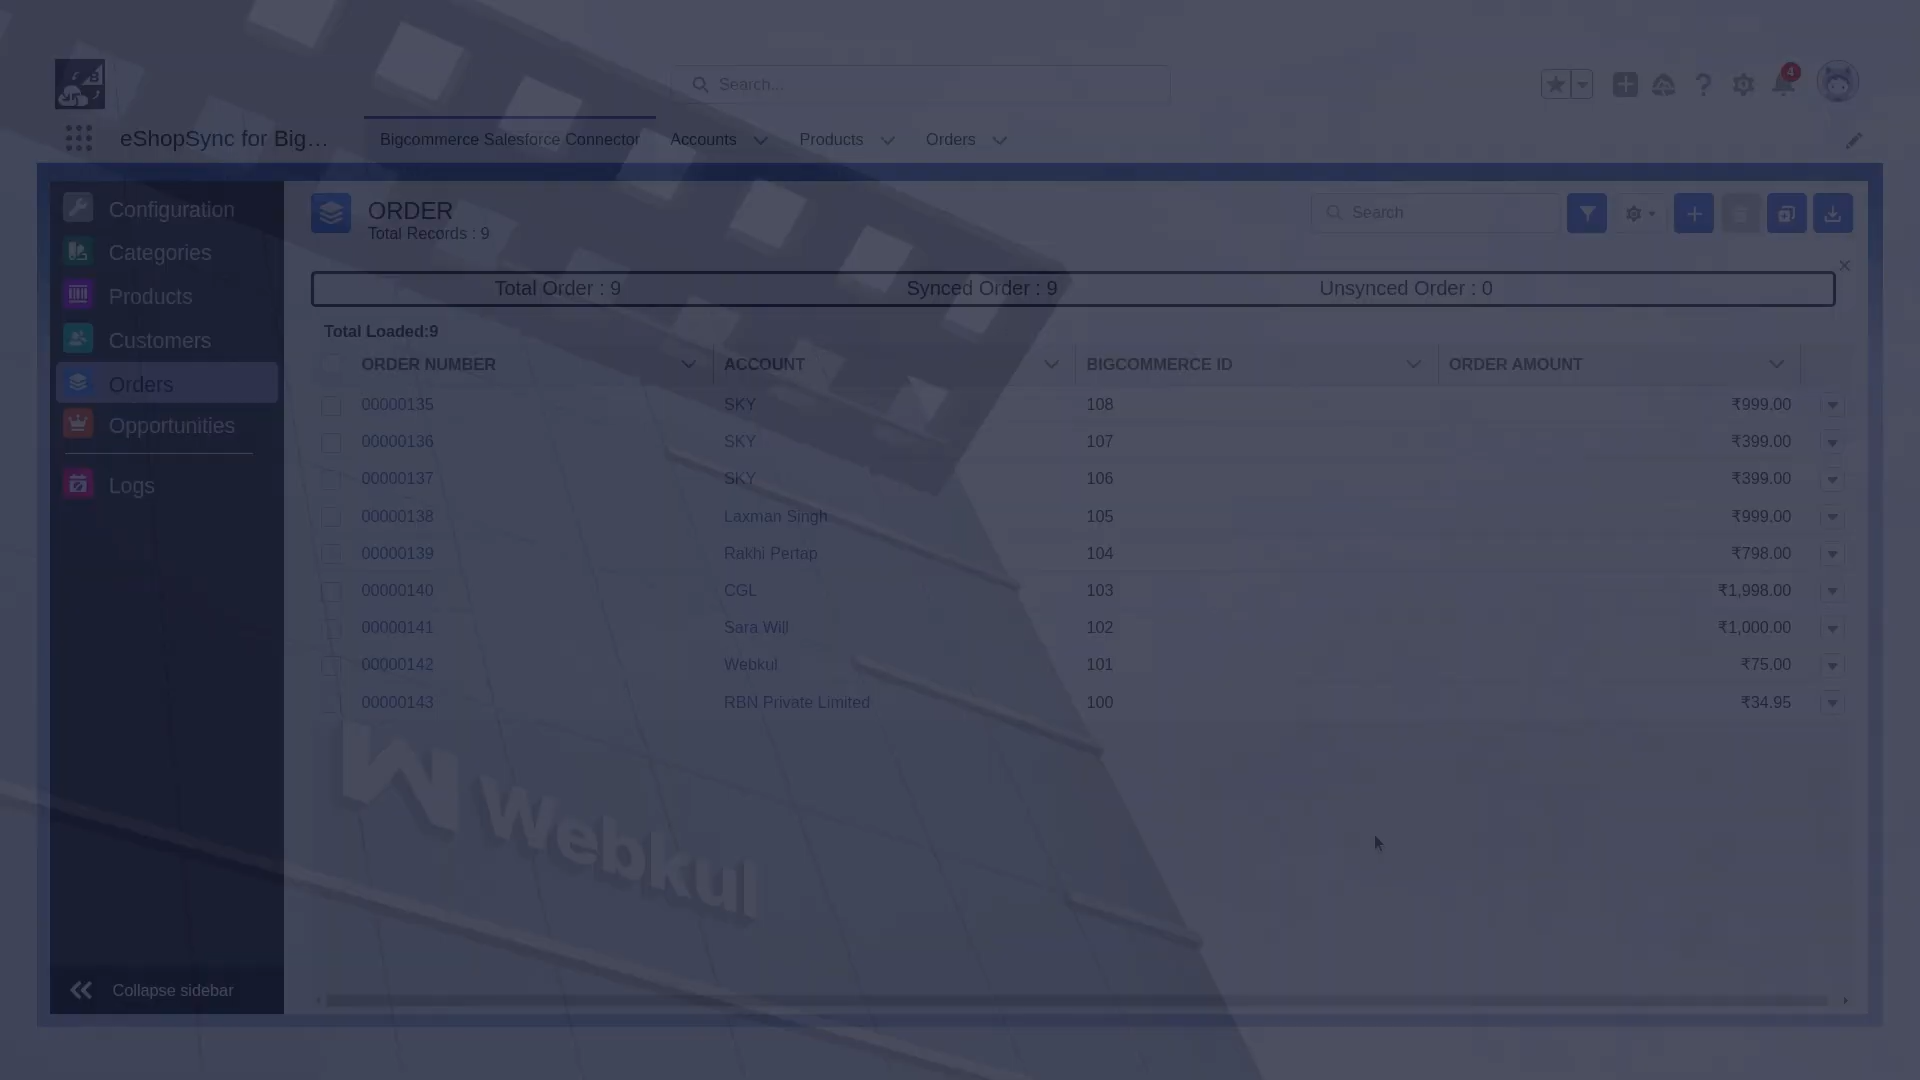 Search...
4
eShopSync for Big...
Bigcommerce Salesforce Connector
Accounts
Products
Orders
Configuration
Categories
Products
Customers
Orders
Opportunities
Logs
Collapse sidebar
ORDER
Total Records : 9
Search
Total Order : 9
Synced Order : 9
Unsynced Order : 0
Total Loaded:9
ORDER NUMBER ACCOUNT BIGCOMMERCE ID ORDER AMOUNT
00000135 SKY 108 ₹999.00
00000136 SKY 107 ₹399.00
00000137 SKY 106 ₹399.00
00000138 Laxman Singh 105 ₹999.00
00000139 Rakhi Pertap 104 ₹798.00
00000140 CGL 103 ₹1,998.00
00000141 Sara Will 102 ₹1,000.00
00000142 Webkul 101 ₹75.00
00000143 RBN Private Limited 100 ₹34.95
Webkul